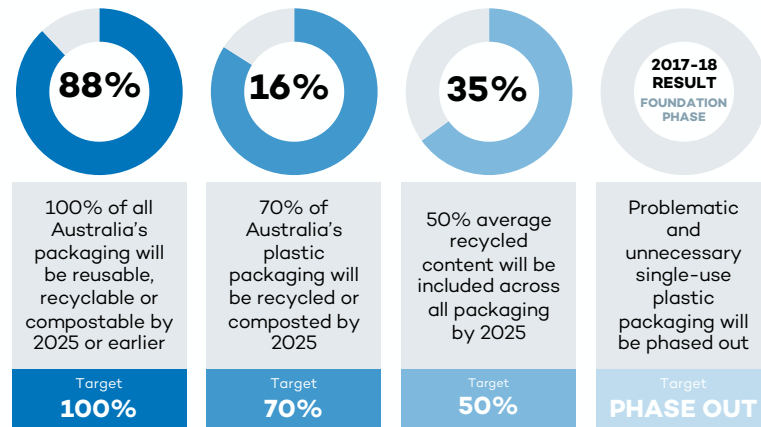 88%
100% of all
Australia's
packaging will
be reusable,
recyclable or
compostable by
2025 or earlier
Target
100%
16%
70% of
Australia's
plastic
packaging will
be recycled or
composted by
2025
Target
70%
35%
50% average
recycled
content will be
included across
all packaging
by 2025
Target
50%
2017-18
RESULT
FOUNDATION
PHASE
Problematic
and
unnecessary
single-use
plastic
packaging will
be phased out
Target
PHASE OUT